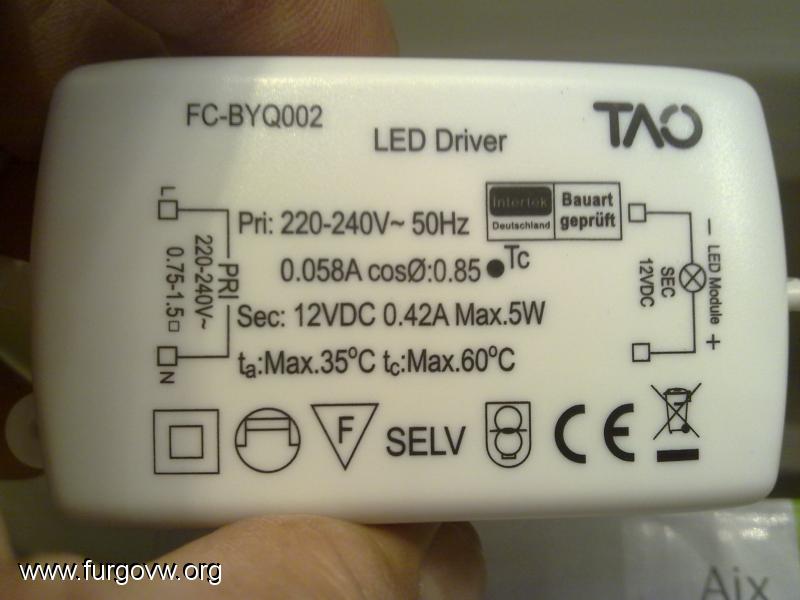 FC-BYQ002
TAO
LED Driver
Intertek
Deutschland
Bauart
geprüft
Pri: 220-240V~ 50Hz
0.058A cosØ:0.85 ● Tc
Sec: 12VDC 0.42A Max.5W
ta:Max.35°C tc:Max.60°C
L
PRI
220-240V~
0.75-1.5□
N
− LED Module +
SEC
12VDC
F
SELV
CE
www.furgovw.org
Aix